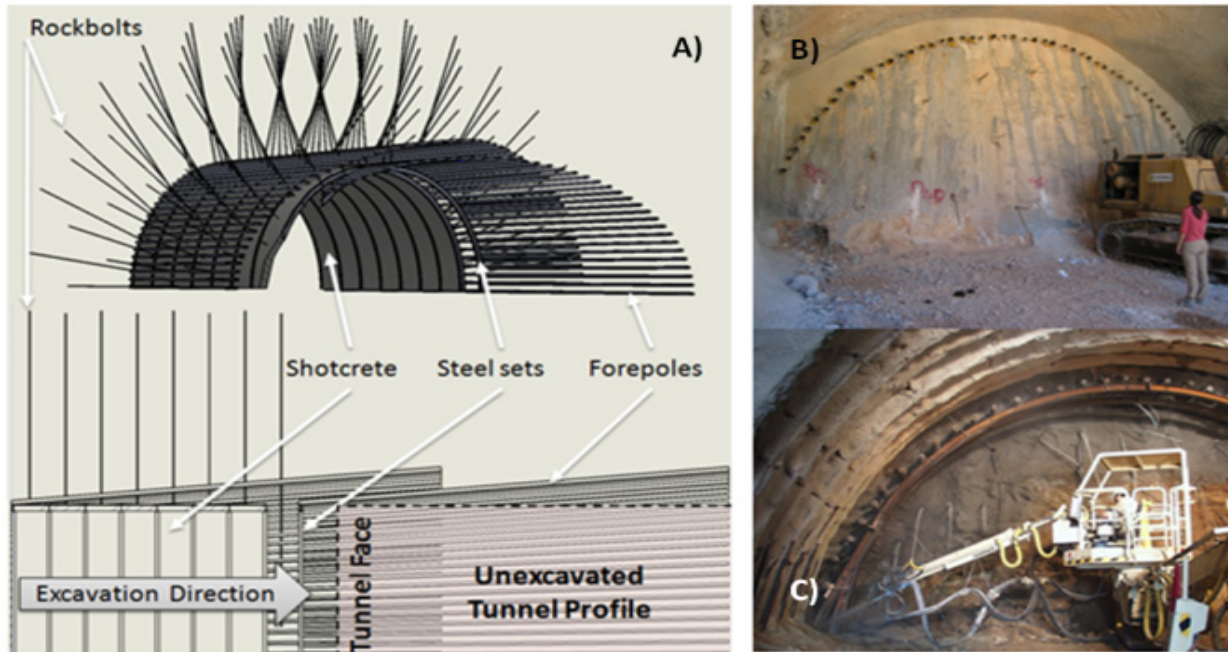 Rockbolts
A)
B)
Shotcrete
Steel sets
Forepoles
Excavation Direction
Tunnel Face
Unexcavated
Tunnel Profile
C)